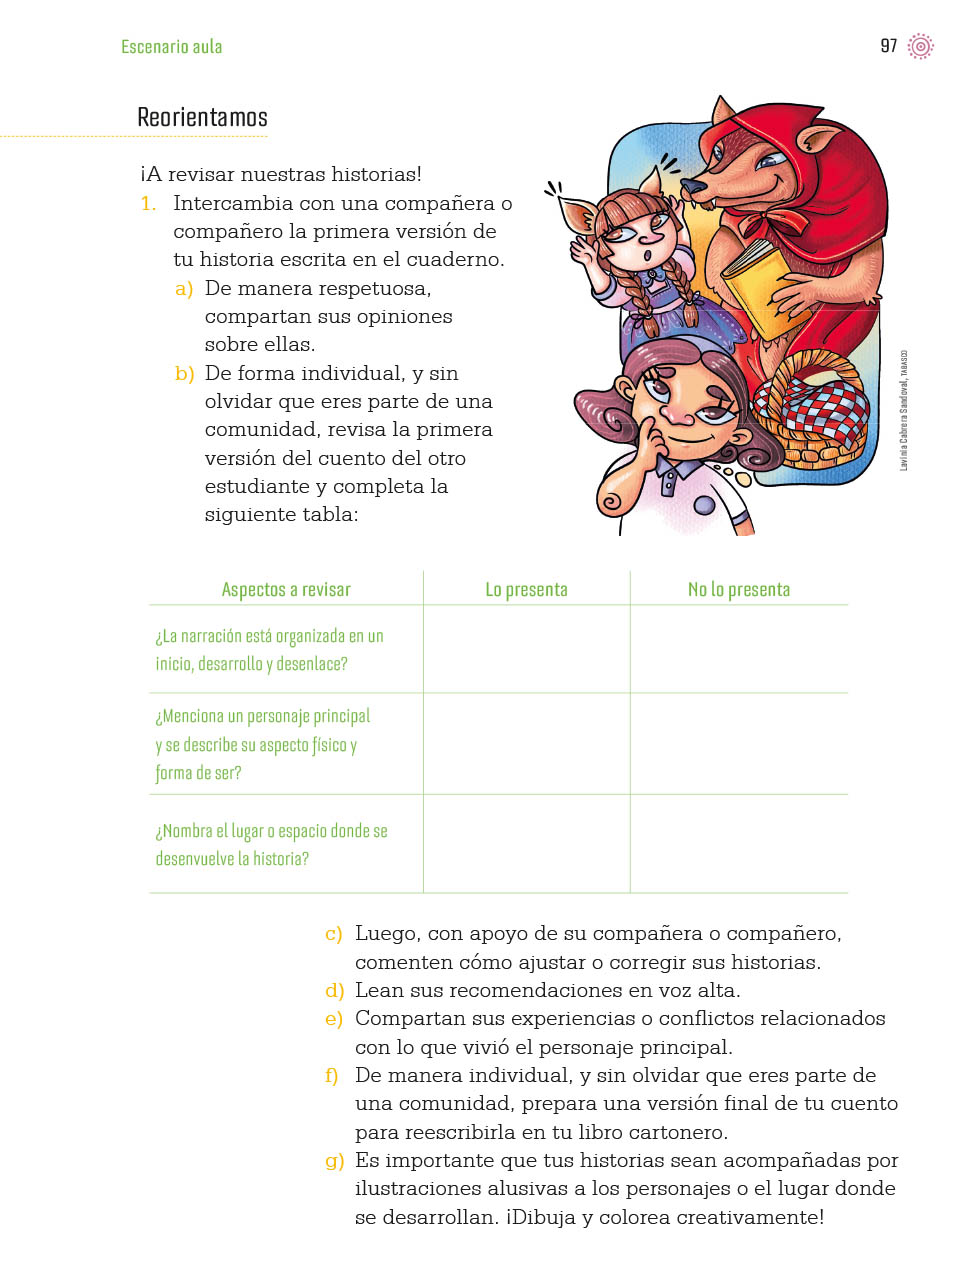 Escenario aula
97
Reorientamos
¡A revisar nuestras historias!
1. Intercambia con una compañera o
compañero la primera versión de
tu historia escrita en el cuaderno.
a) De manera respetuosa,
compartan sus opiniones
sobre ellas.
b) De forma individual, y sin
olvidar que eres parte de una
comunidad, revisa la primera
versión del cuento del otro
estudiante y completa la
siguiente tabla:
Lavinia Cabrera Sandoval, TABASCO
Aspectos a revisar Lo presenta No lo presenta
¿La narración está organizada en un
inicio, desarrollo y desenlace?
¿Menciona un personaje principal
y se describe su aspecto físico y
forma de ser?
¿Nombra el lugar o espacio donde se
desenvuelve la historia?
c) Luego, con apoyo de su compañera o compañero,
comenten cómo ajustar o corregir sus historias.
d) Lean sus recomendaciones en voz alta.
e) Compartan sus experiencias o conflictos relacionados
con lo que vivió el personaje principal.
f) De manera individual, y sin olvidar que eres parte de
una comunidad, prepara una versión final de tu cuento
para reescribirla en tu libro cartonero.
g) Es importante que tus historias sean acompañadas por
ilustraciones alusivas a los personajes o el lugar donde
se desarrollan. ¡Dibuja y colorea creativamente!